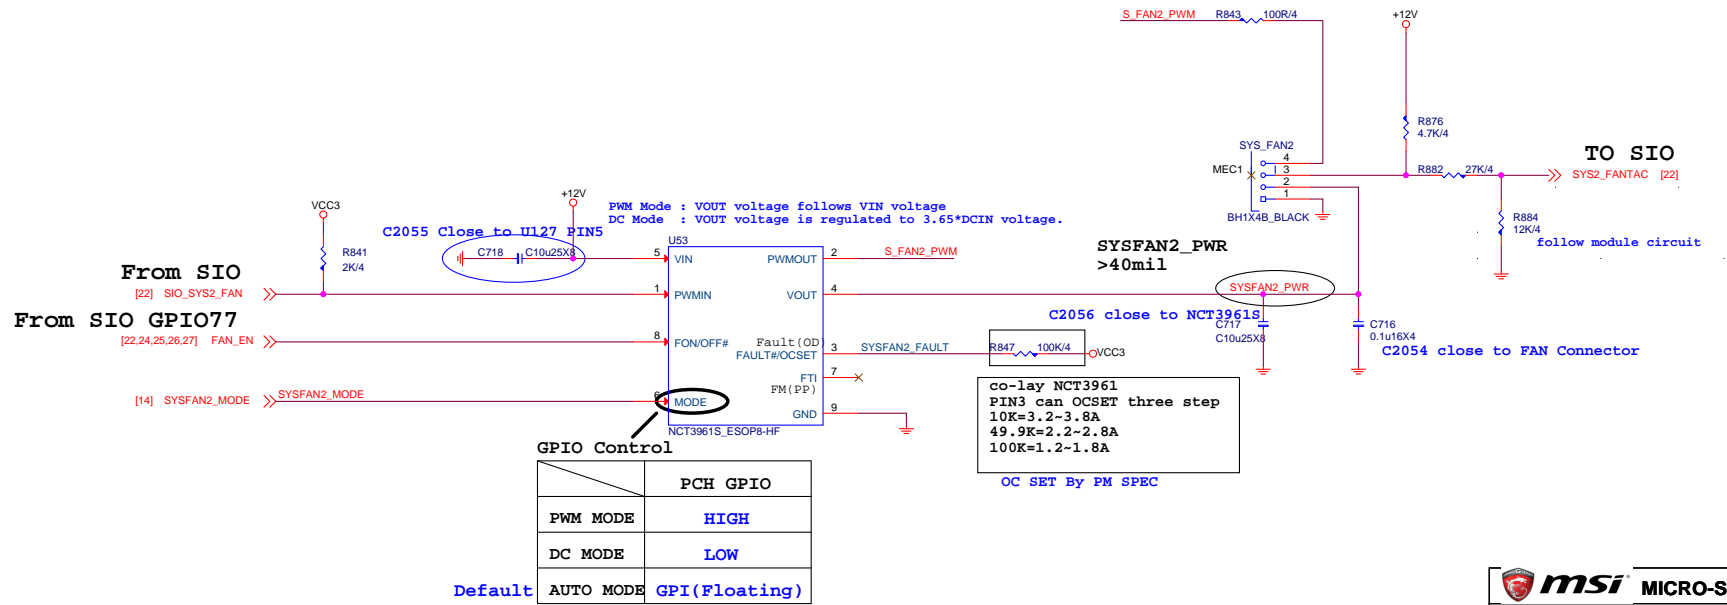 S_FAN2_PWM
R843
100R/4
+12V
R876
4.7K/4
SYS_FAN2
MEC1
4
3
2
1
BH1X4B_BLACK
R882
27K/4
TO SIO
SYS2_FANTAC [22]
R884
12K/4
follow module circuit
VCC3
R841
2K/4
+12V
PWM Mode : VOUT voltage follows VIN voltage
DC Mode : VOUT voltage is regulated to 3.65*DCIN voltage.
C2055 Close to U127 PIN5
C718
C10u25X8
U53
From SIO
[22] SIO_SYS2_FAN
From SIO GPIO77
[22,24,25,26,27] FAN_EN
[14] SYSFAN2_MODE
SYSFAN2_MODE
5 VIN
1 PWMIN
8 FON/OFF#
6 MODE
PWMOUT 2
VOUT 4
Fault(OD)
FAULT#/OCSET 3
FTI 7
FM(PP)
GND 9
NCT3961S_ESOP8-HF
S_FAN2_PWM
SYSFAN2_PWR
>40mil
SYSFAN2_PWR
C2056 close to NCT3961S
C717
C10u25X8
C716
0.1u16X4
C2054 close to FAN Connector
SYSFAN2_FAULT
R847
100K/4
VCC3
co-lay NCT3961
PIN3 can OCSET three step
10K=3.2~3.8A
49.9K=2.2~2.8A
100K=1.2~1.8A
OC SET By PM SPEC
GPIO Control
PCH GPIO
PWM MODE HIGH
DC MODE LOW
Default AUTO MODE GPI(Floating)
msi MICRO-S